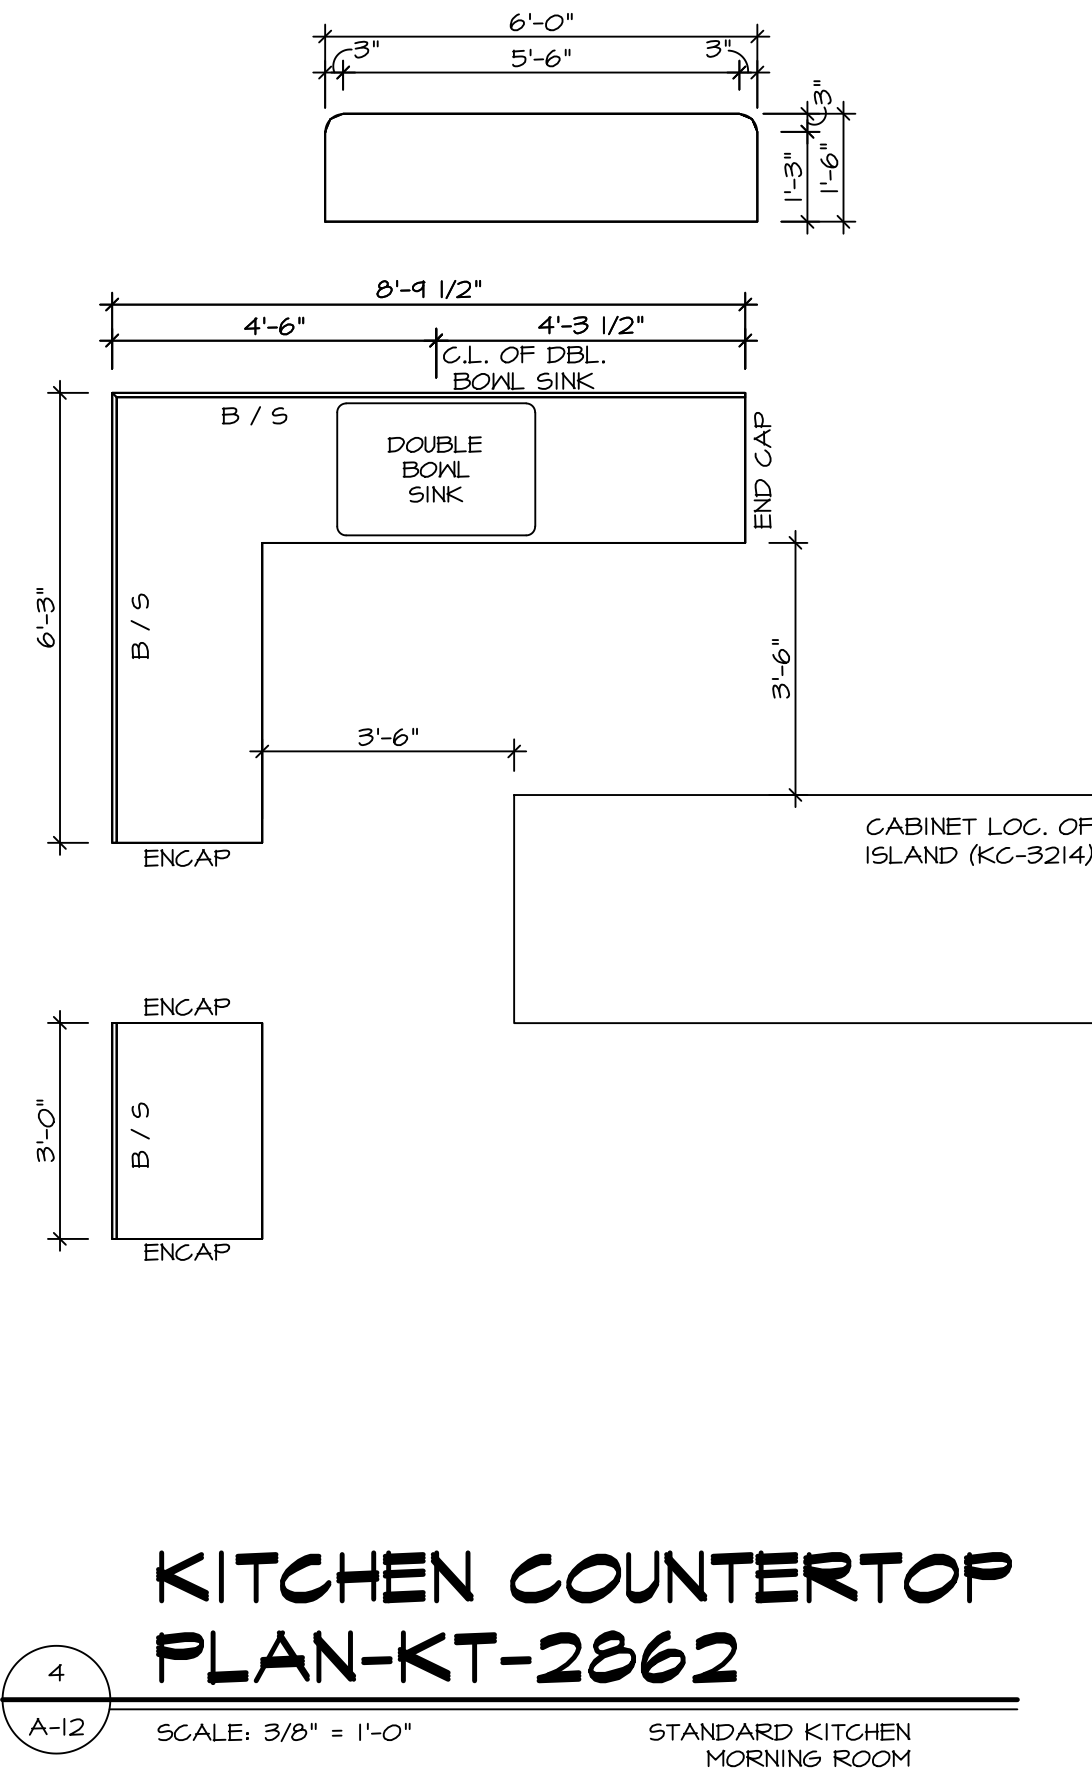 6'-0"
3"
5'-6"
3"
3"
1'-3"
1'-6"
8'-9 1/2"
4'-6"
4'-3 1/2"
C.L. OF DBL.
BOWL SINK
B / S
DOUBLE
BOWL
SINK
END CAP
6'-3"
B / S
3'-6"
3'-6"
CABINET LOC. OF
ISLAND (KC-3214)
ENCAP
ENCAP
3'-0"
B / S
ENCAP
KITCHEN COUNTERTOP
PLAN-KT-2862
4
A-12
SCALE: 3/8" = 1'-0"
STANDARD KITCHEN
MORNING ROOM